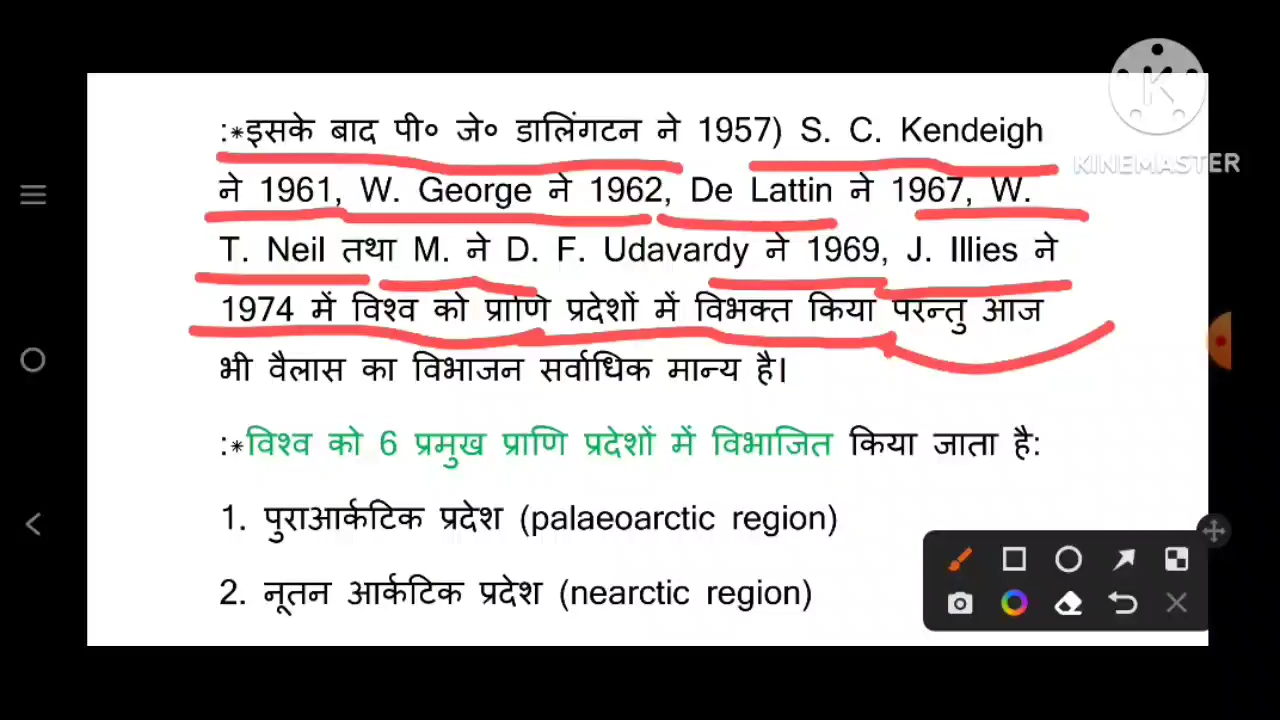 :*इसके बाद पी० जे० डालिंगटन ने 1957) S. C. Kendeigh
ने 1961, W. George ने 1962, De Lattin ने 1967, W.
T. Neil तथा M. ने D. F. Udavardy ने 1969, J. Illies ने
1974 में विश्व को प्राणि प्रदेशों में विभक्त किया परन्तु आज
भी वैलास का विभाजन सर्वाधिक मान्य है।
:*विश्व को 6 प्रमुख प्राणि प्रदेशों में विभाजित किया जाता है:
1. पुराआर्कटिक प्रदेश (palaeoarctic region)
2. नूतन आर्कटिक प्रदेश (nearctic region)
KINEMASTER